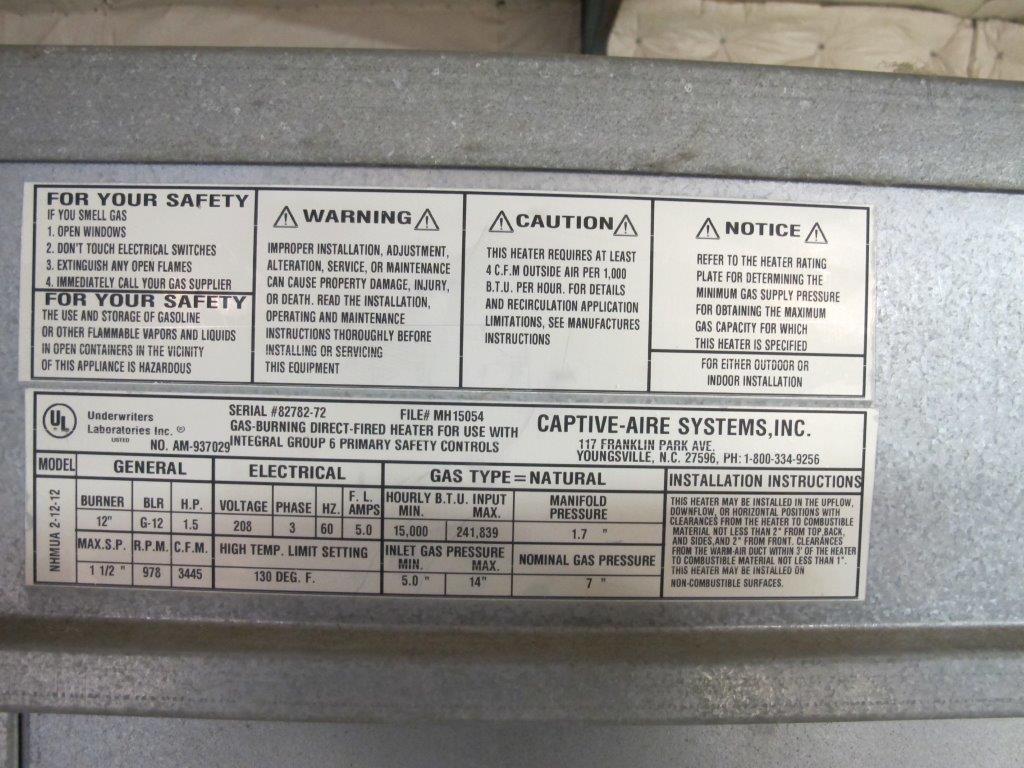 FOR YOUR SAFETY
IF YOU SMELL GAS
1. OPEN WINDOWS
2. DON'T TOUCH ELECTRICAL SWITCHES
3. EXTINGUISH ANY OPEN FLAMES
4. IMMEDIATELY CALL YOUR GAS SUPPLIER
FOR YOUR SAFETY
THE USE AND STORAGE OF GASOLINE
OR OTHER FLAMMABLE VAPORS AND LIQUIDS
IN OPEN CONTAINERS IN THE VICINITY
OF THIS APPLIANCE IS HAZARDOUS
WARNING
IMPROPER INSTALLATION, ADJUSTMENT,
ALTERATION, SERVICE, OR MAINTENANCE
CAN CAUSE PROPERTY DAMAGE, INJURY,
OR DEATH. READ THE INSTALLATION,
OPERATING AND MAINTENANCE
INSTRUCTIONS THOROUGHLY BEFORE
INSTALLING OR SERVICING
THIS EQUIPMENT
CAUTION
THIS HEATER REQUIRES AT LEAST
4 C.F.M OUTSIDE AIR PER 1,000
B.T.U. PER HOUR. FOR DETAILS
AND RECIRCULATION APPLICATION
LIMITATIONS, SEE MANUFACTURES
INSTRUCTIONS
NOTICE
REFER TO THE HEATER RATING
PLATE FOR DETERMINING THE
MINIMUM GAS SUPPLY PRESSURE
FOR OBTAINING THE MAXIMUM
GAS CAPACITY FOR WHICH
THIS HEATER IS SPECIFIED
FOR EITHER OUTDOOR OR
INDOOR INSTALLATION
UL
Underwriters
Laboratories Inc. ®
LISTED
NO. AM-937029
SERIAL #82782-72 FILE# MH15054
GAS-BURNING DIRECT-FIRED HEATER FOR USE WITH
INTEGRAL GROUP 6 PRIMARY SAFETY CONTROLS
CAPTIVE-AIRE SYSTEMS,INC.
117 FRANKLIN PARK AVE.
YOUNGSVILLE, N.C. 27596, PH: 1-800-334-9256
MODEL
NHMUA 2-12-12
GENERAL
BURNER BLR H.P.
12" G-12 1.5
MAX.S.P. R.P.M. C.F.M.
1 1/2 " 978 3445
ELECTRICAL
VOLTAGE PHASE HZ. F. L. AMPS
208 3 60 5.0
HIGH TEMP. LIMIT SETTING
130 DEG. F.
GAS TYPE=NATURAL
HOURLY B.T.U. INPUT
MIN. MAX.
15,000 241,839
MANIFOLD
PRESSURE
1.7 "
INLET GAS PRESSURE
MIN. MAX.
5.0 " 14"
NOMINAL GAS PRESSURE
7 "
INSTALLATION INSTRUCTIONS
THIS HEATER MAY BE INSTALLED IN THE UPFLOW,
DOWNFLOW, OR HORIZONTAL POSITIONS WITH
CLEARANCES FROM THE HEATER TO COMBUSTIBLE
MATERIAL NOT LESS THAN 2" FROM TOP,BACK,
AND SIDES,AND 2" FROM FRONT. CLEARANCES
FROM THE WARM-AIR DUCT WITHIN 3' OF THE HEATER
TO COMBUSTIBLE MATERIAL NOT LESS THAN 1".
THIS HEATER MAY BE INSTALLED ON
NON-COMBUSTIBLE SURFACES.